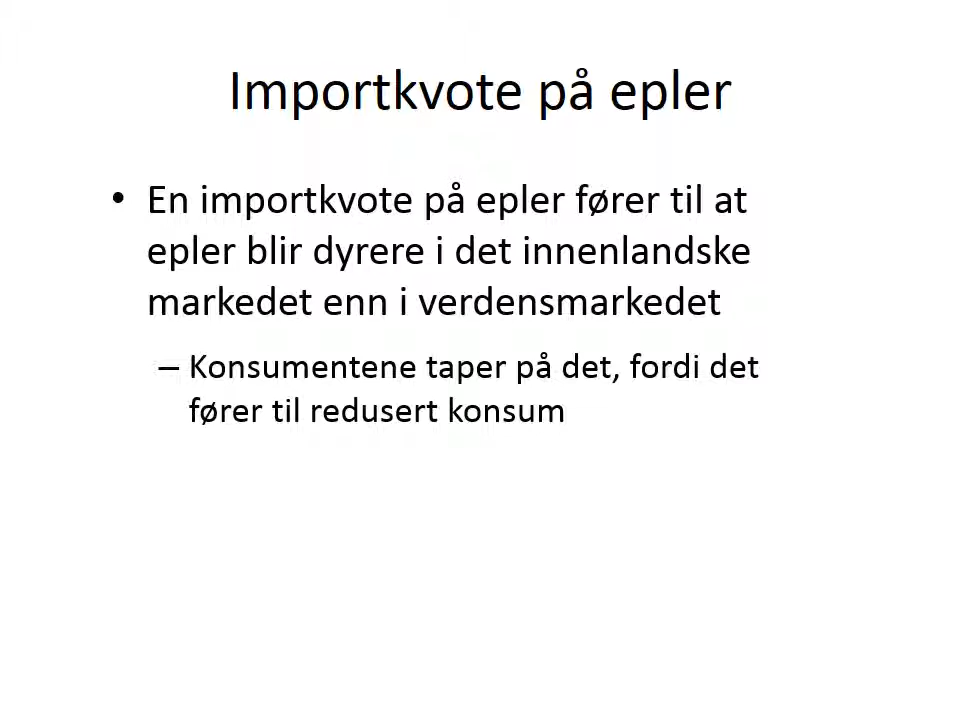 Importkvote på epler
• En importkvote på epler fører til at
epler blir dyrere i det innenlandske
markedet enn i verdensmarkedet
– Konsumentene taper på det, fordi det
fører til redusert konsum